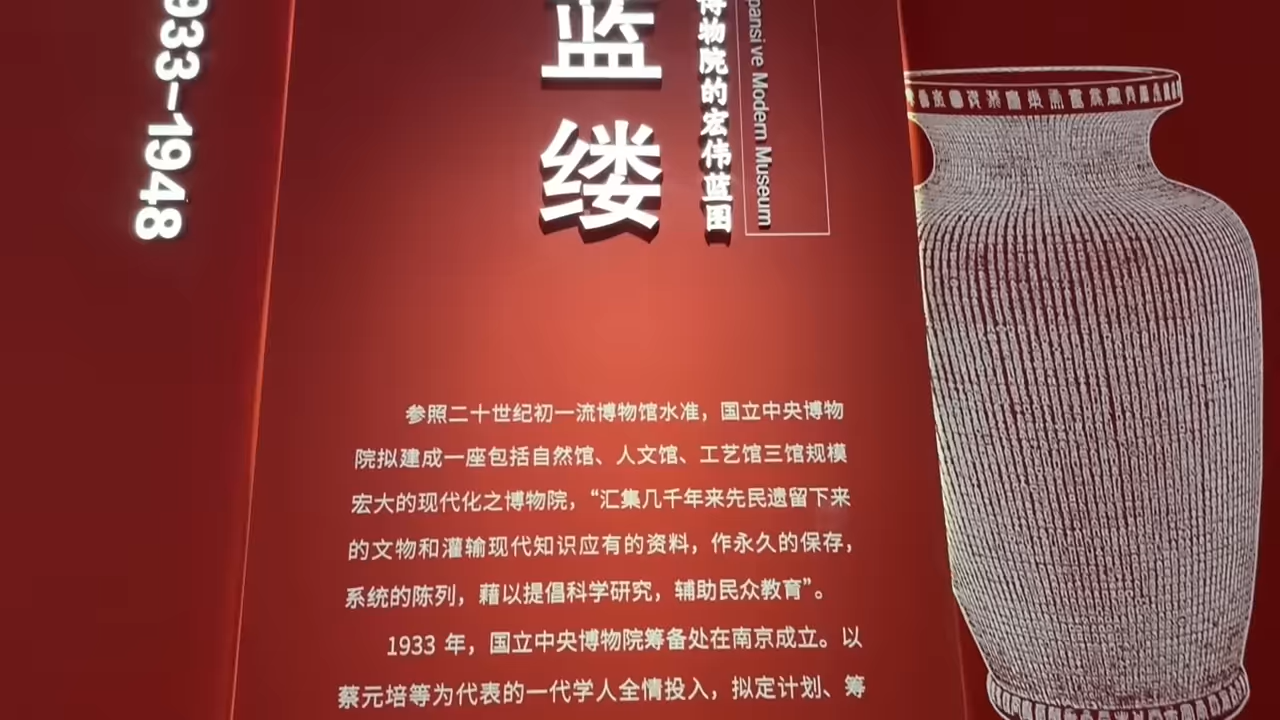 933-1948
蓝缕
博物院的宏伟蓝图
pansive Modern Museum
参照二十世纪初一流博物馆水准，国立中央博物
院拟建成一座包括自然馆、人文馆、工艺馆三馆规模
宏大的现代化之博物院，“汇集几千年来先民遗留下来
的文物和灌输现代知识应有的资料，作永久的保存，
系统的陈列，藉以提倡科学研究，辅助民众教育”。
1933 年，国立中央博物院筹备处在南京成立。以
蔡元培等为代表的一代学人全情投入，拟定计划、筹